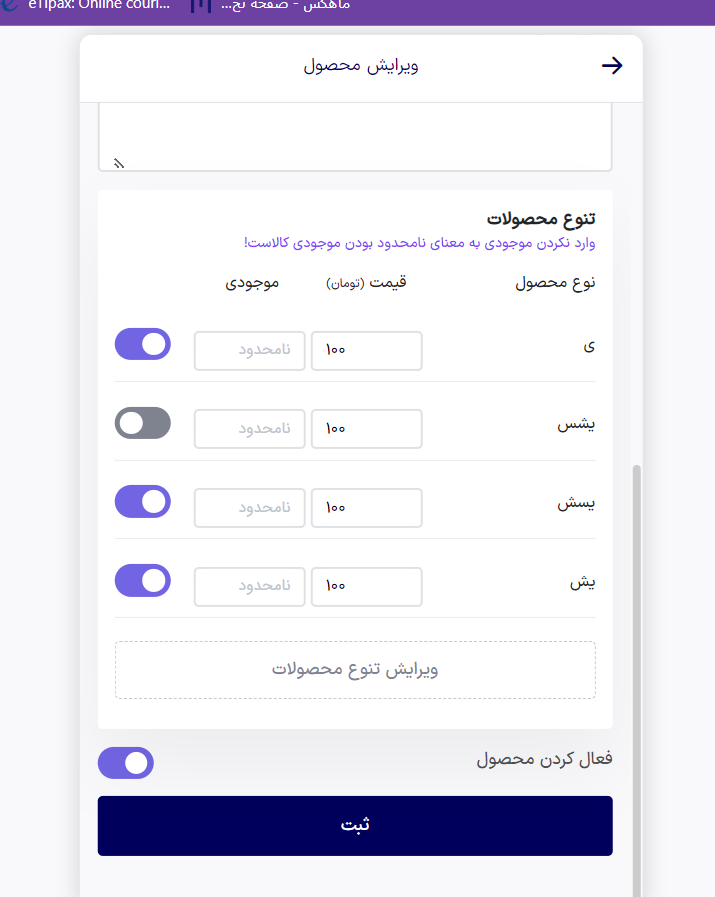 eTipax: Online couri...
ماهکس - صفحه نخ...
ویرایش محصول
تنوع محصولات
وارد نکردن موجودی به معنای نامحدود بودن موجودی کالاست!
نوع محصول قیمت (تومان) موجودی
ی ۱۰۰ نامحدود
یشس ۱۰۰ نامحدود
یسش ۱۰۰ نامحدود
یش ۱۰۰ نامحدود
ویرایش تنوع محصولات
فعال کردن محصول
ثبت